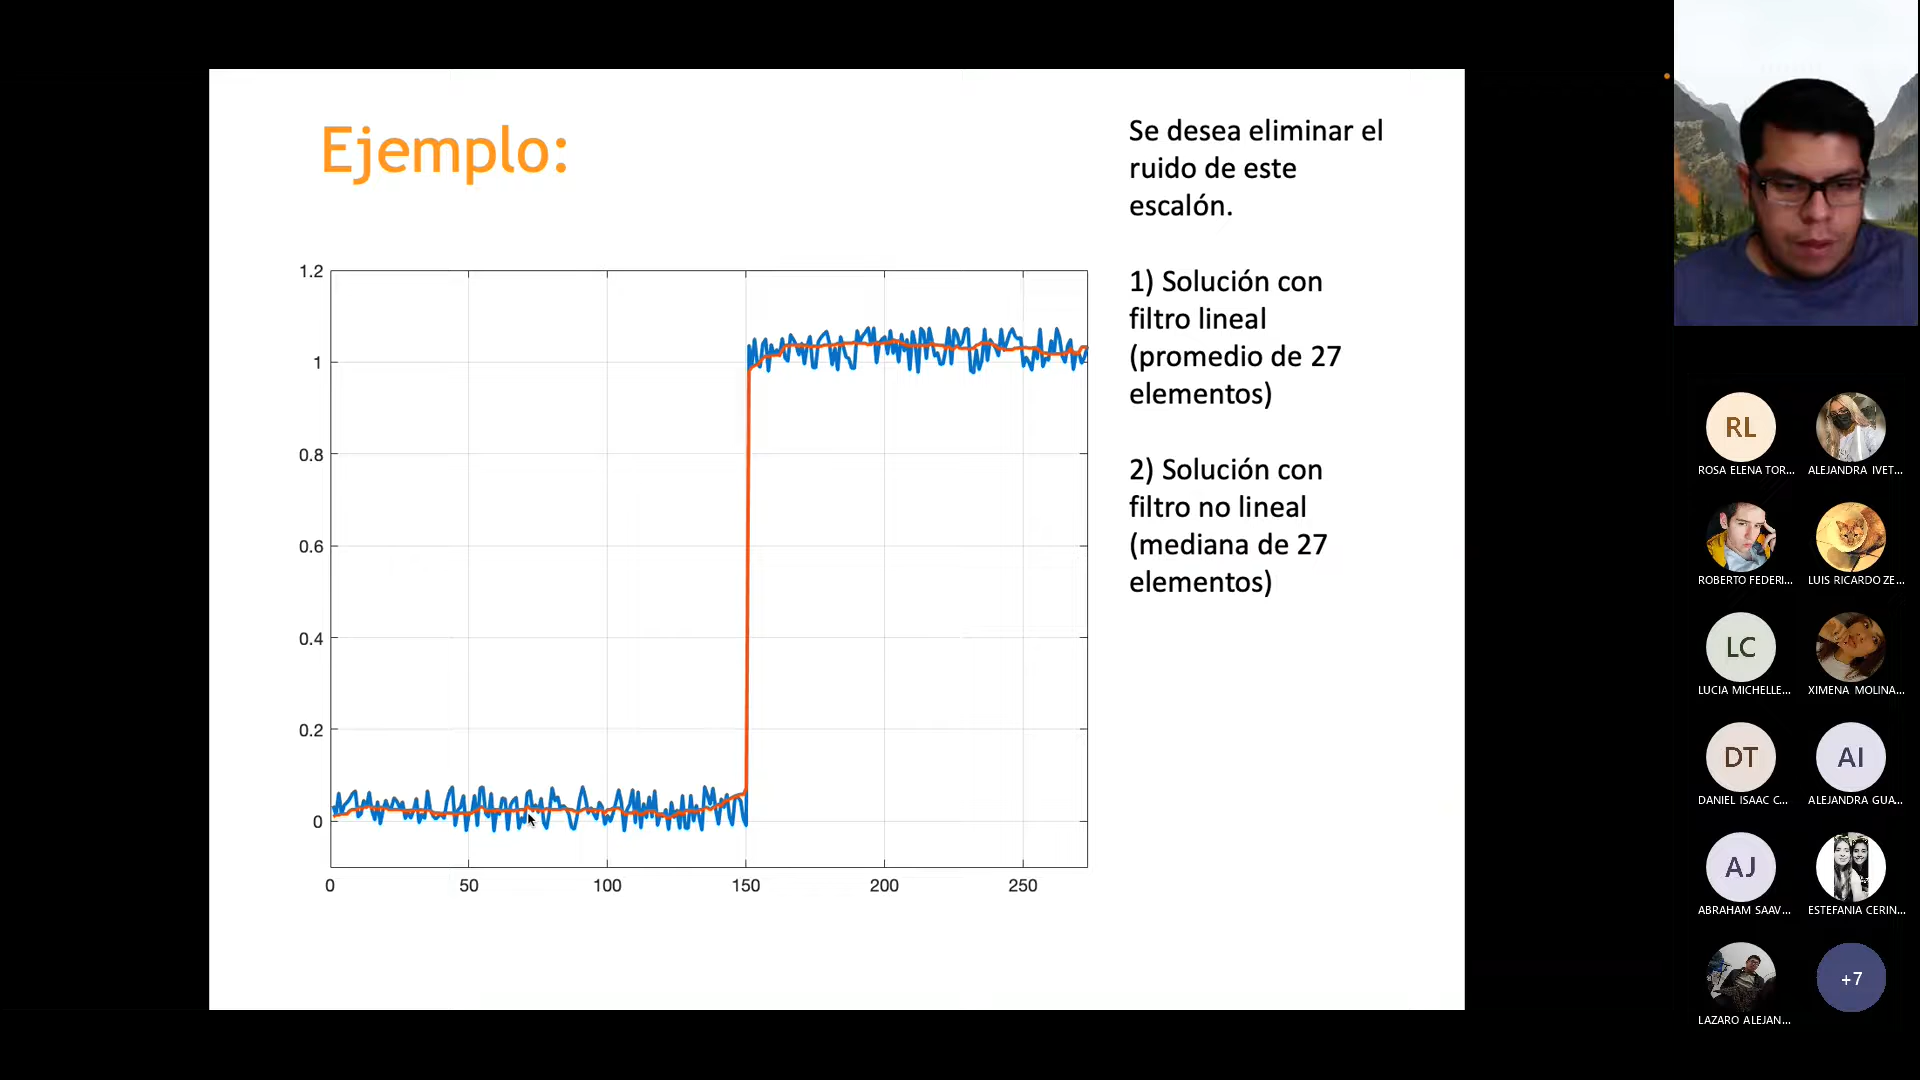 Ejemplo:
Se desea eliminar el
ruido de este
escalón.
1) Solución con
filtro lineal
(promedio de 27
elementos)
2) Solución con
filtro no lineal
(mediana de 27
elementos)
1.2
1
0.8
0.6
0.4
0.2
0
0
50
100
150
200
250
RL
ROSA ELENA TOR...
ALEJANDRA IVET...
ROBERTO FEDERI...
LUIS RICARDO ZE...
LC
LUCIA MICHELLE...
XIMENA MOLINA...
DT
AI
DANIEL ISAAC C...
ALEJANDRA GUA...
AJ
ABRAHAM SAAV...
ESTEFANIA CERIN...
+7
LAZARO ALEJAN...